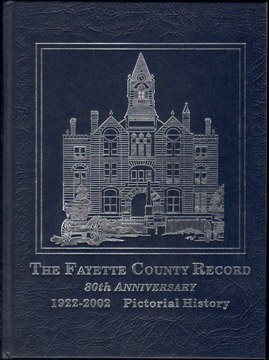 THE FAYETTE COUNTY RECORD
80th ANNIVERSARY
1922-2002 Pictorial History